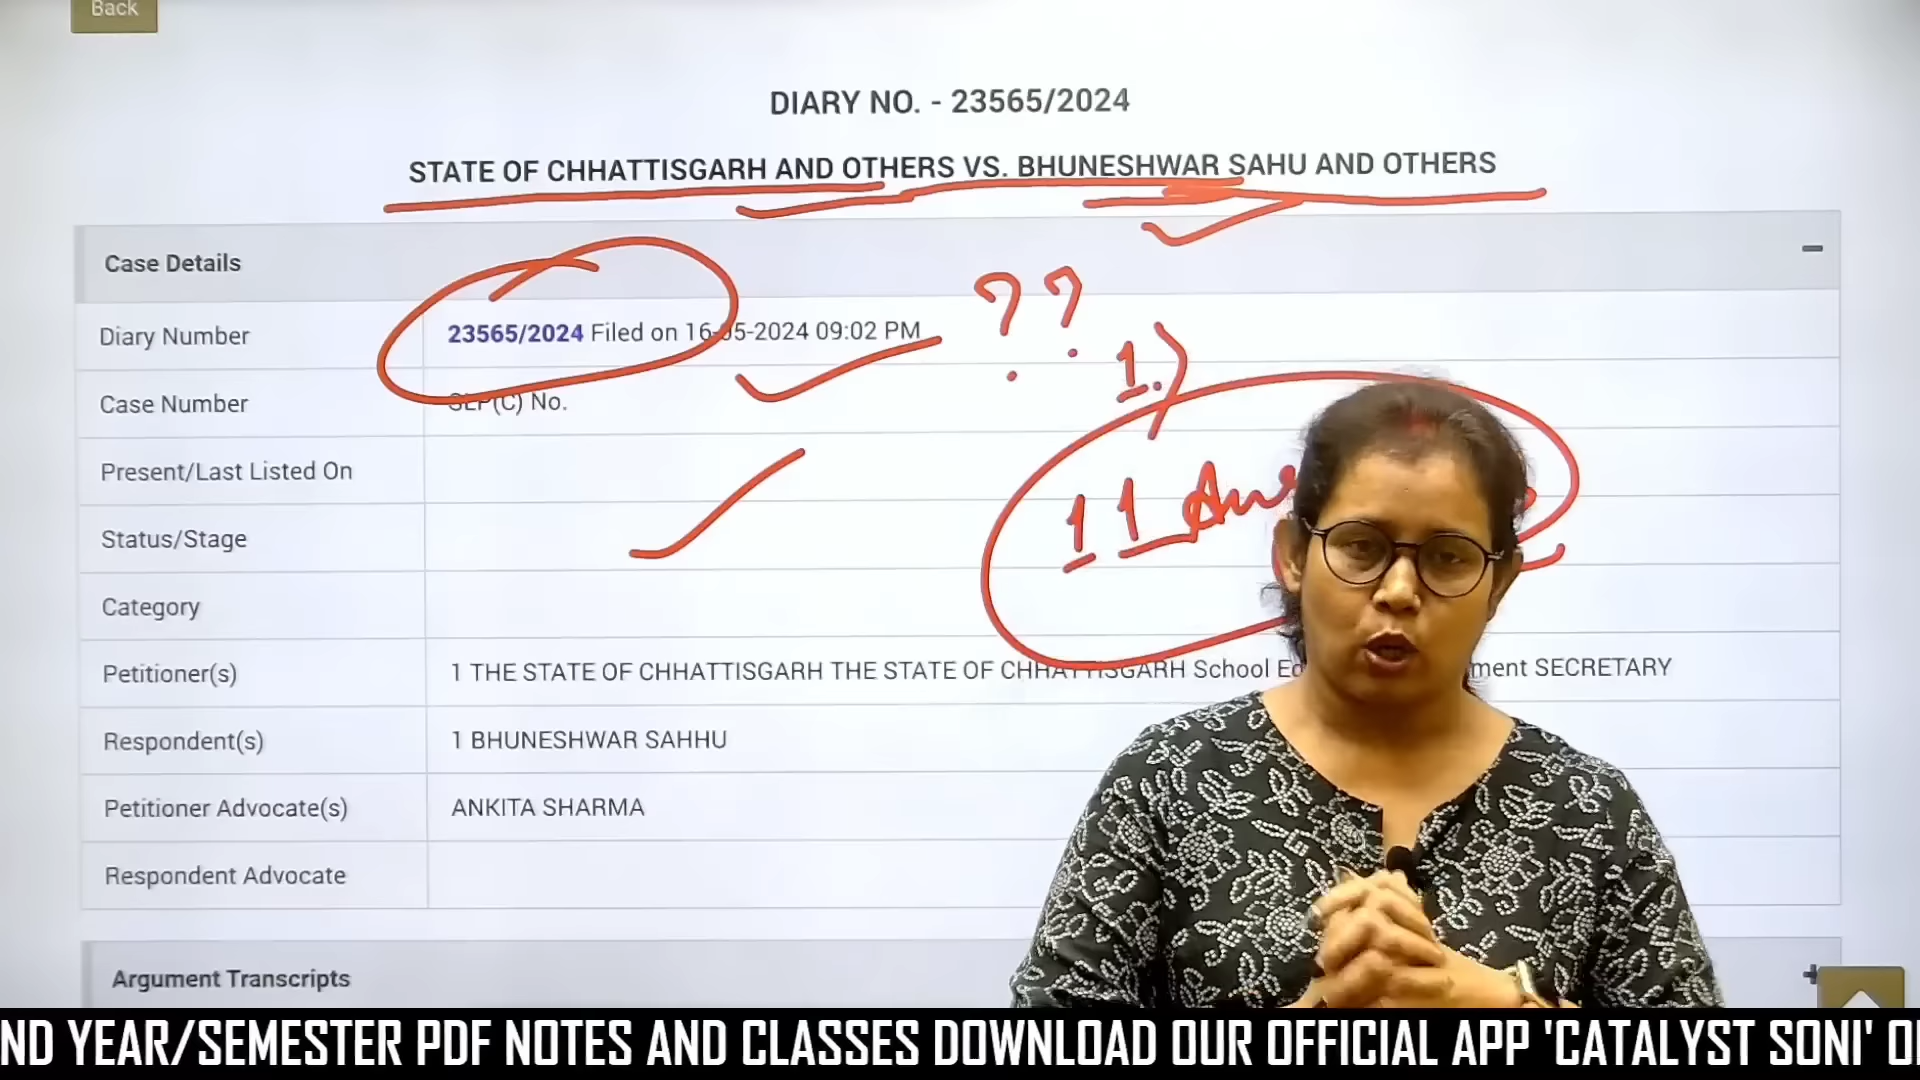 Back
DIARY NO. - 23565/2024
STATE OF CHHATTISGARH AND OTHERS VS. BHUNESHWAR SAHU AND OTHERS
Case Details
Diary Number 23565/2024 Filed on 16-05-2024 09:02 PM
? ?
1.)
Case Number SLP(C) No.
Present/Last Listed On
11
Status/Stage
Category
Petitioner(s) 1 THE STATE OF CHHATTISGARH THE STATE OF CHHATTISGARH School SECRETARY
Respondent(s) 1 BHUNESHWAR SAHHU
Petitioner Advocate(s) ANKITA SHARMA
Respondent Advocate
Argument Transcripts
ND YEAR/SEMESTER PDF NOTES AND CLASSES DOWNLOAD OUR OFFICIAL APP 'CATALYST SONI'